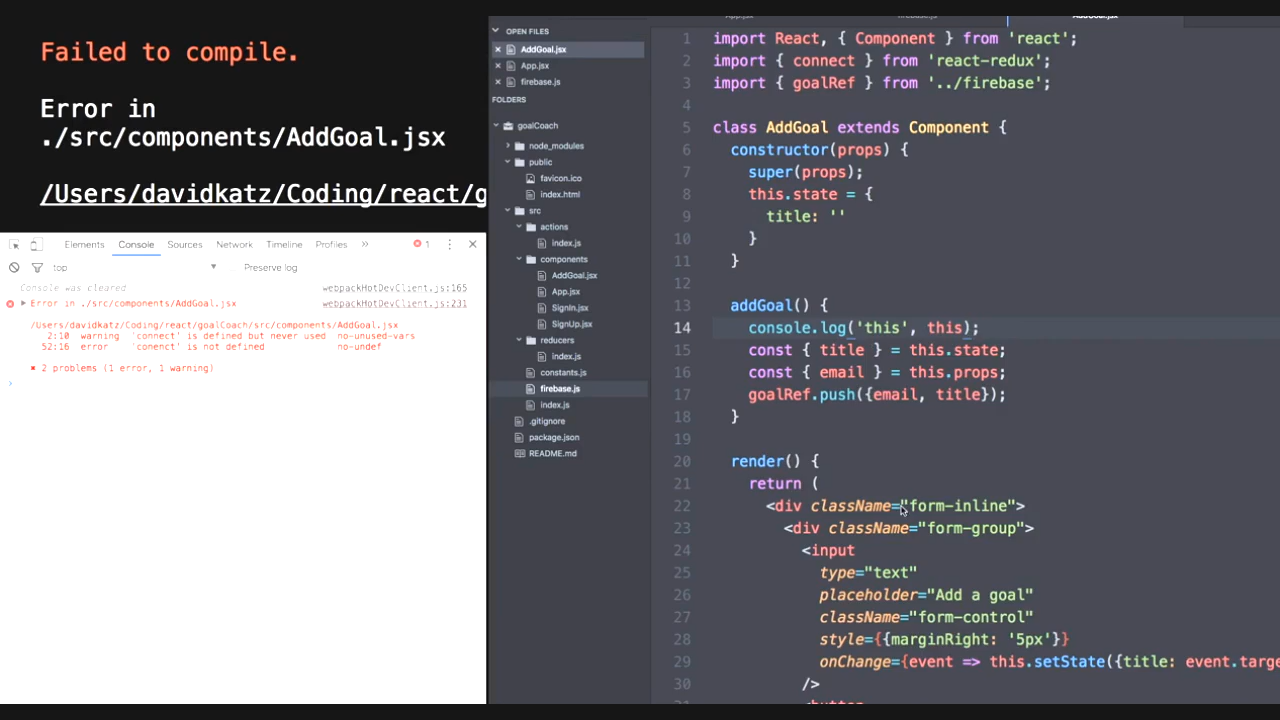 Failed to compile.
Error in
./src/components/AddGoal.jsx
/Users/davidkatz/Coding/react/g
Elements Console Sources Network Timeline Profiles » 1
top Preserve log
Console was cleared webpackHotDevClient.js:165
Error in ./src/components/AddGoal.jsx webpackHotDevClient.js:231
/Users/davidkatz/Coding/react/goalCoach/src/components/AddGoal.jsx
2:10 warning 'connect' is defined but never used no-unused-vars
52:16 error 'conenct' is not defined no-undef
✖ 2 problems (1 error, 1 warning)
OPEN FILES
AddGoal.jsx
App.jsx
firebase.js
FOLDERS
goalCoach
node_modules
public
favicon.ico
index.html
src
actions
index.js
components
AddGoal.jsx
App.jsx
SignIn.jsx
SignUp.jsx
reducers
index.js
constants.js
firebase.js
index.js
.gitignore
package.json
README.md
App.jsx firebase.js AddGoal.jsx
1 import React, { Component } from 'react';
2 import { connect } from 'react-redux';
3 import { goalRef } from '../firebase';
4
5 class AddGoal extends Component {
6 constructor(props) {
7 super(props);
8 this.state = {
9 title: ''
10 }
11 }
12
13 addGoal() {
14 console.log('this', this);
15 const { title } = this.state;
16 const { email } = this.props;
17 goalRef.push({email, title});
18 }
19
20 render() {
21 return (
22 <div className="form-inline">
23 <div className="form-group">
24 <input
25 type="text"
26 placeholder="Add a goal"
27 className="form-control"
28 style={{marginRight: '5px'}}
29 onChange={event => this.setState({title: event.targe
30 />
<button